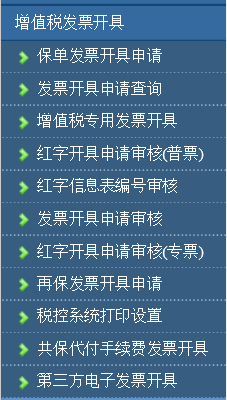 增值税发票开具
保单发票开具申请
发票开具申请查询
增值税专用发票开具
红字开具申请审核(普票)
红字信息表编号审核
发票开具申请审核
红字开具申请审核(专票)
再保发票开具申请
税控系统打印设置
共保代付手续费发票开具
第三方电子发票开具